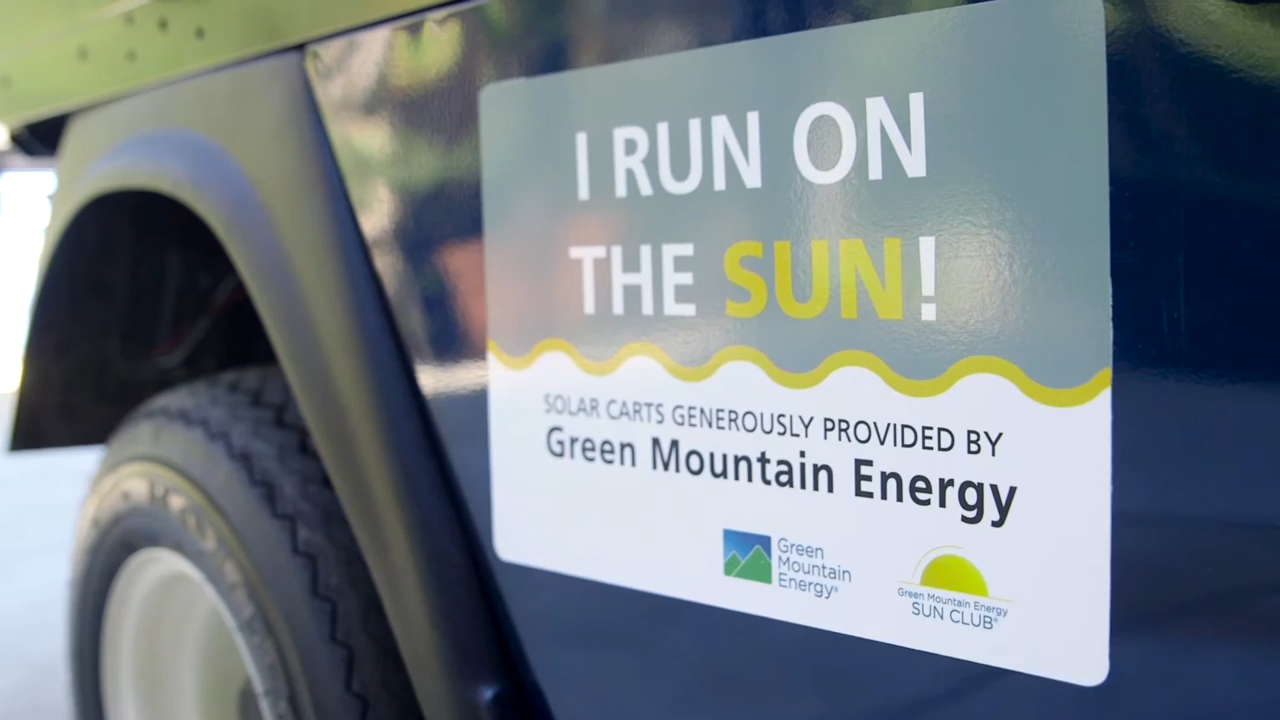 I RUN ON
THE SUN!
SOLAR CARTS GENEROUSLY PROVIDED BY
Green Mountain Energy
Green
Mountain
Energy®
Green Mountain Energy
SUN CLUB®